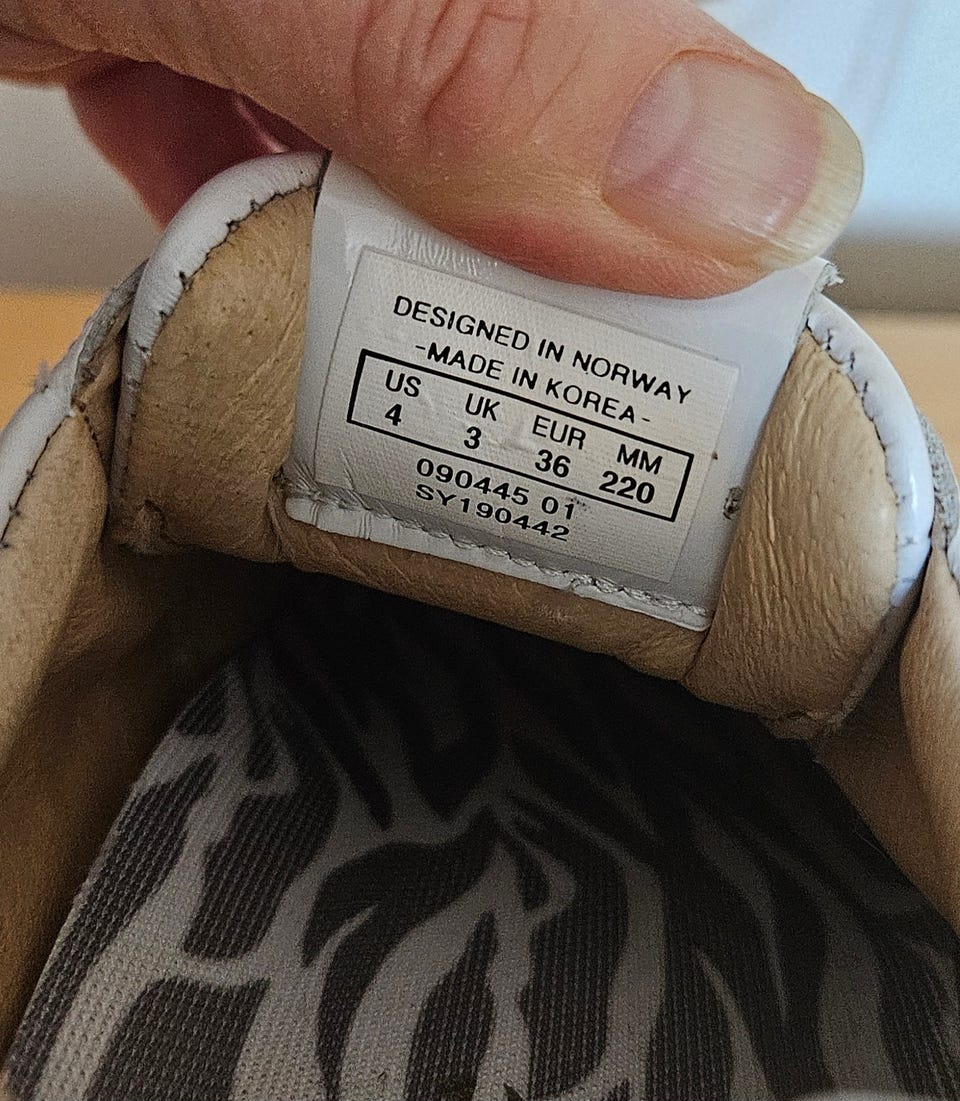 DESIGNED IN NORWAY
-MADE IN KOREA-
US UK EUR MM
4 3 36 220
090445 01
SY190442